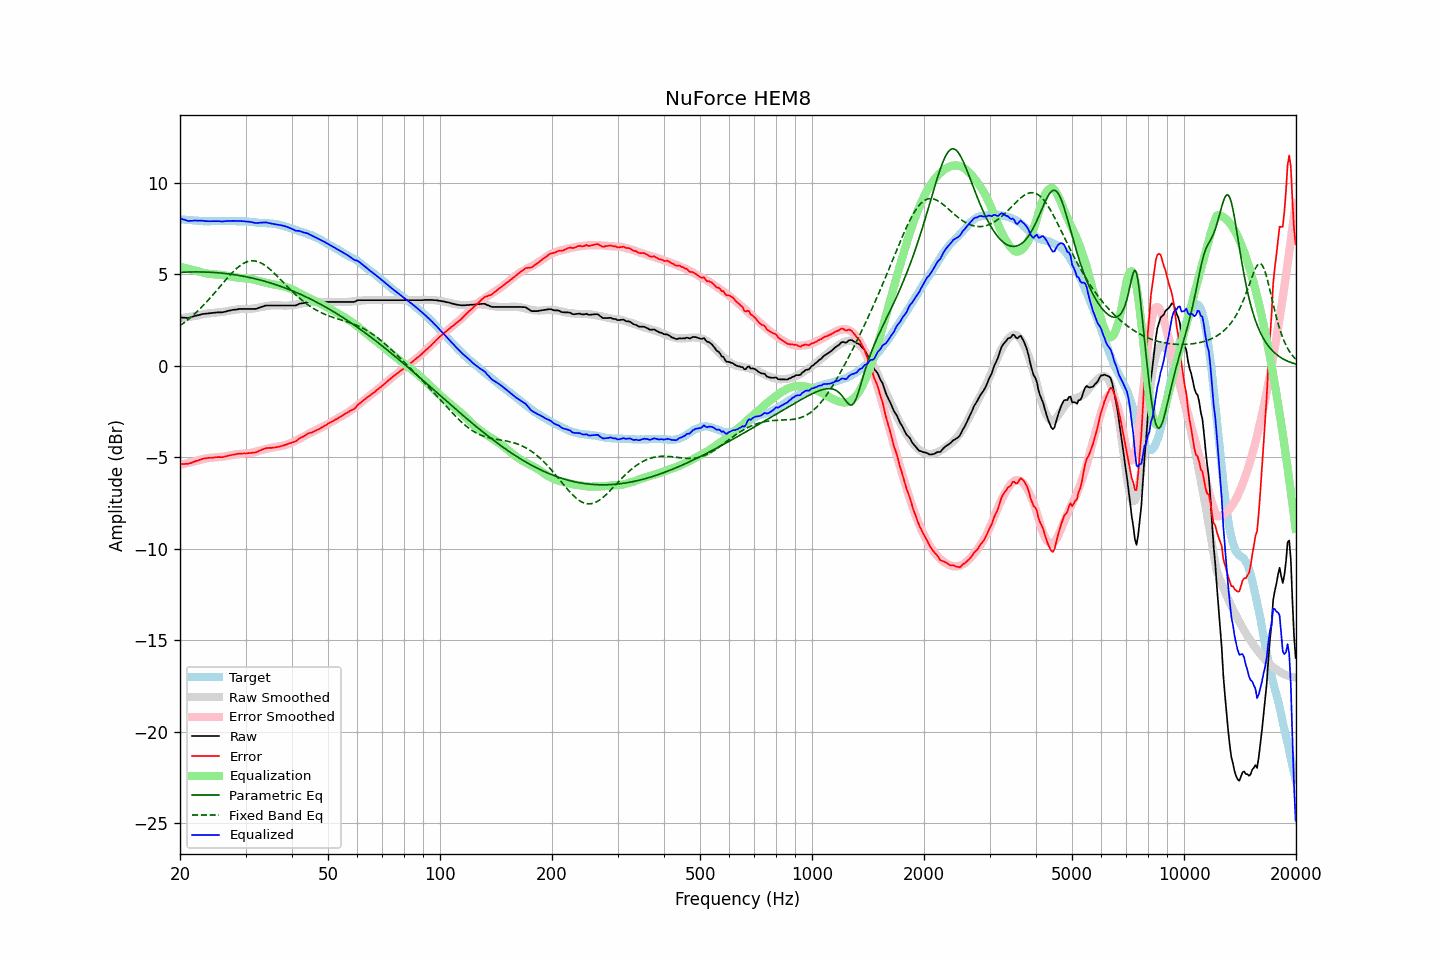 NuForce HEM8
Amplitude (dBr)
10
5
0
−5
−10
−15
−20
−25
Target
Raw Smoothed
Error Smoothed
Raw
Error
Equalization
Parametric Eq
Fixed Band Eq
Equalized
20 50 100 200 500 1000 2000 5000 10000 20000
Frequency (Hz)